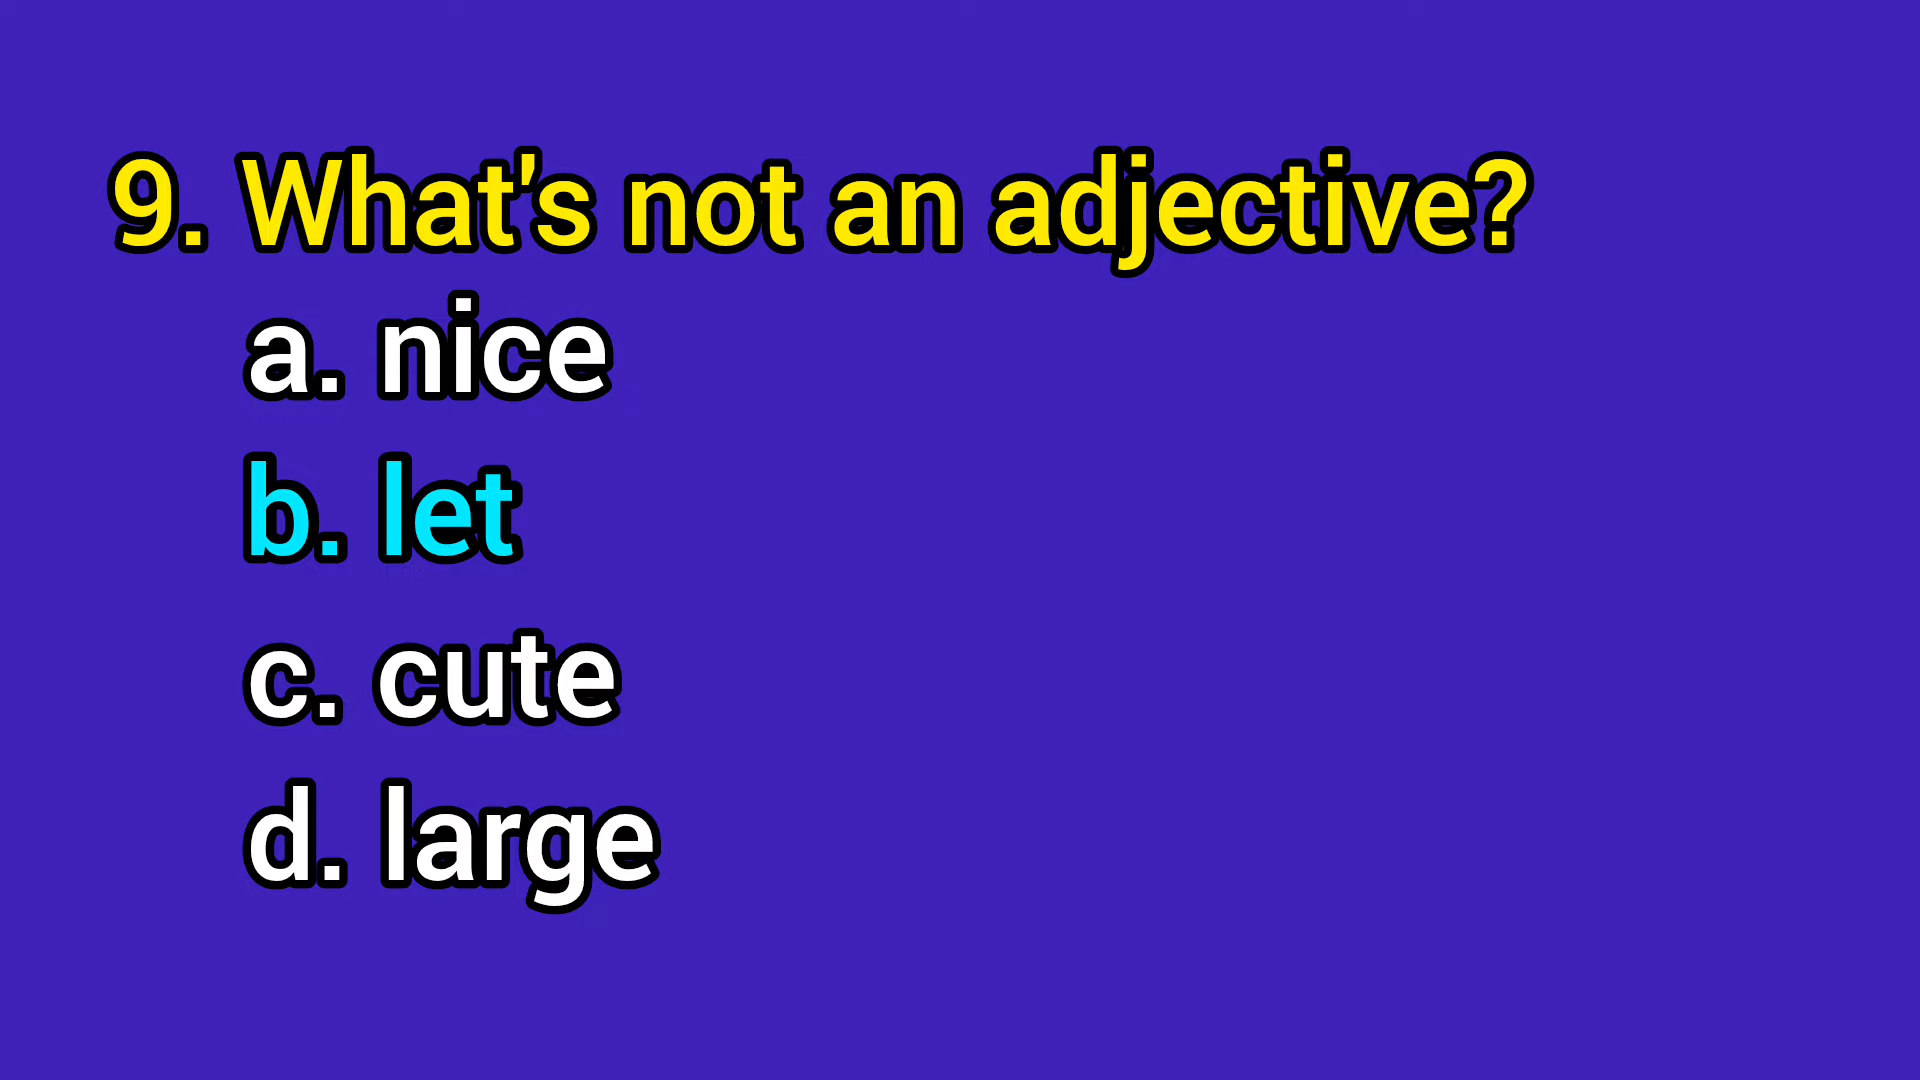 9. What's not an adjective?
a. nice
b. let
c. cute
d. large